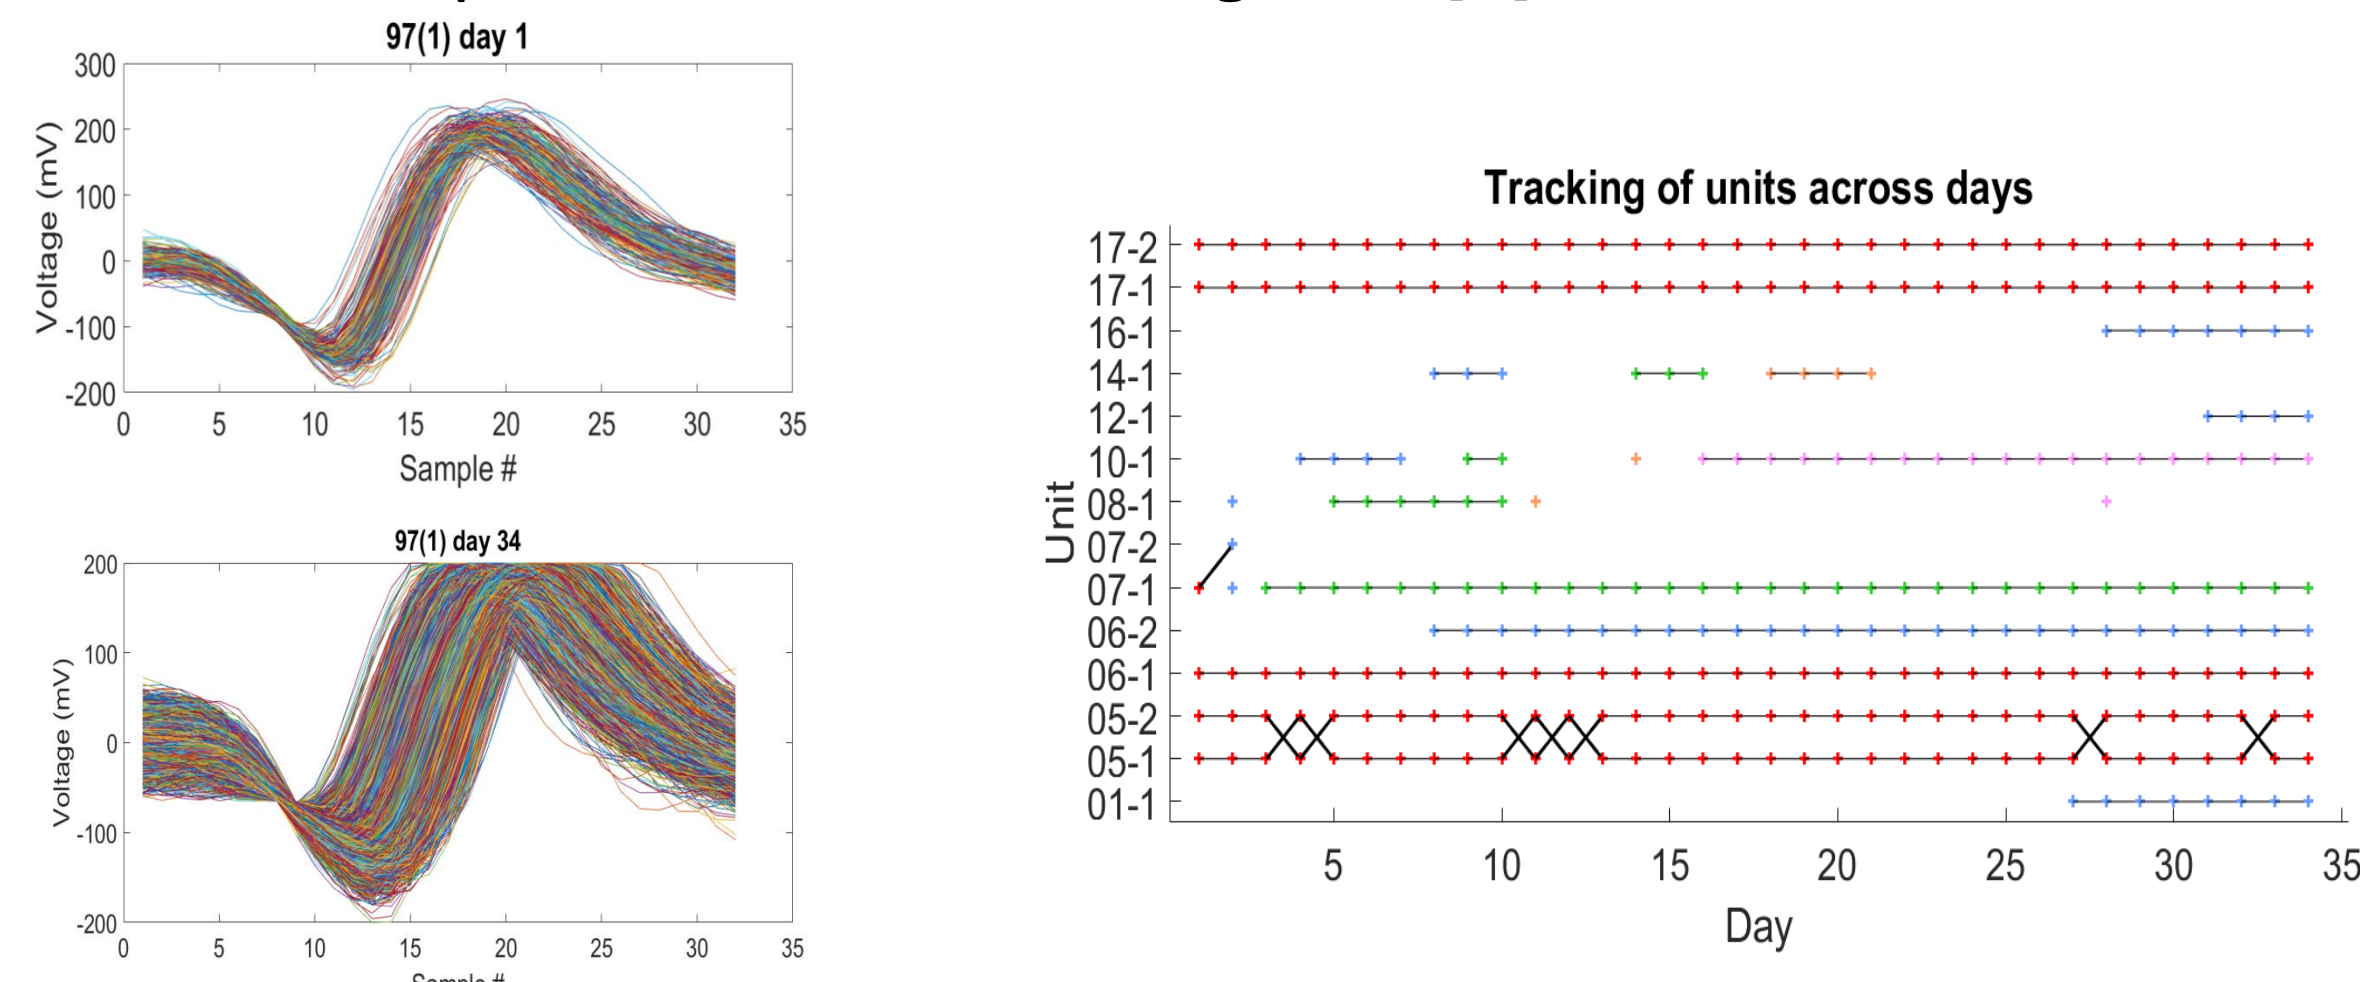 97(1) day 1
300
200
100
0
-100
-200
Voltage (mV)
0 5 10 15 20 25 30 35
Sample #
97(1) day 34
200
100
0
-100
-200
Voltage (mV)
0 5 10 15 20 25 30 35
Sample #
Tracking of units across days
17-2
17-1
16-1
14-1
12-1
10-1
08-1
07-2
07-1
06-2
06-1
05-2
05-1
01-1
Unit
5 10 15 20 25 30 35
Day